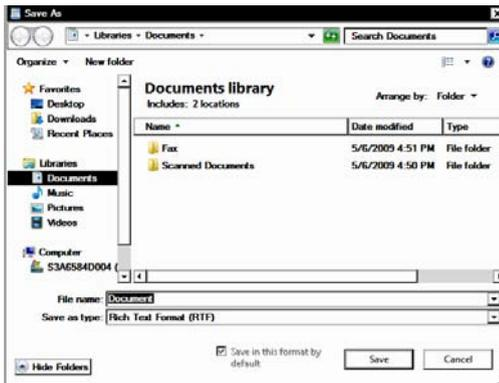 Save As
Libraries Documents
Search Documents
Organize New folder
Favorites
Desktop
Downloads
Recent Places
Libraries
Documents
Music
Pictures
Videos
Computer
S3A6584D004 (
Documents library
Includes: 2 locations
Arrange by: Folder
Name Date modified Type
Fax 5/6/2009 4:51 PM File folder
Scanned Documents 5/6/2009 4:50 PM File folder
File name: Document
Save as type: Rich Text Format (RTF)
Hide Folders
Save in this format by
default
Save Cancel